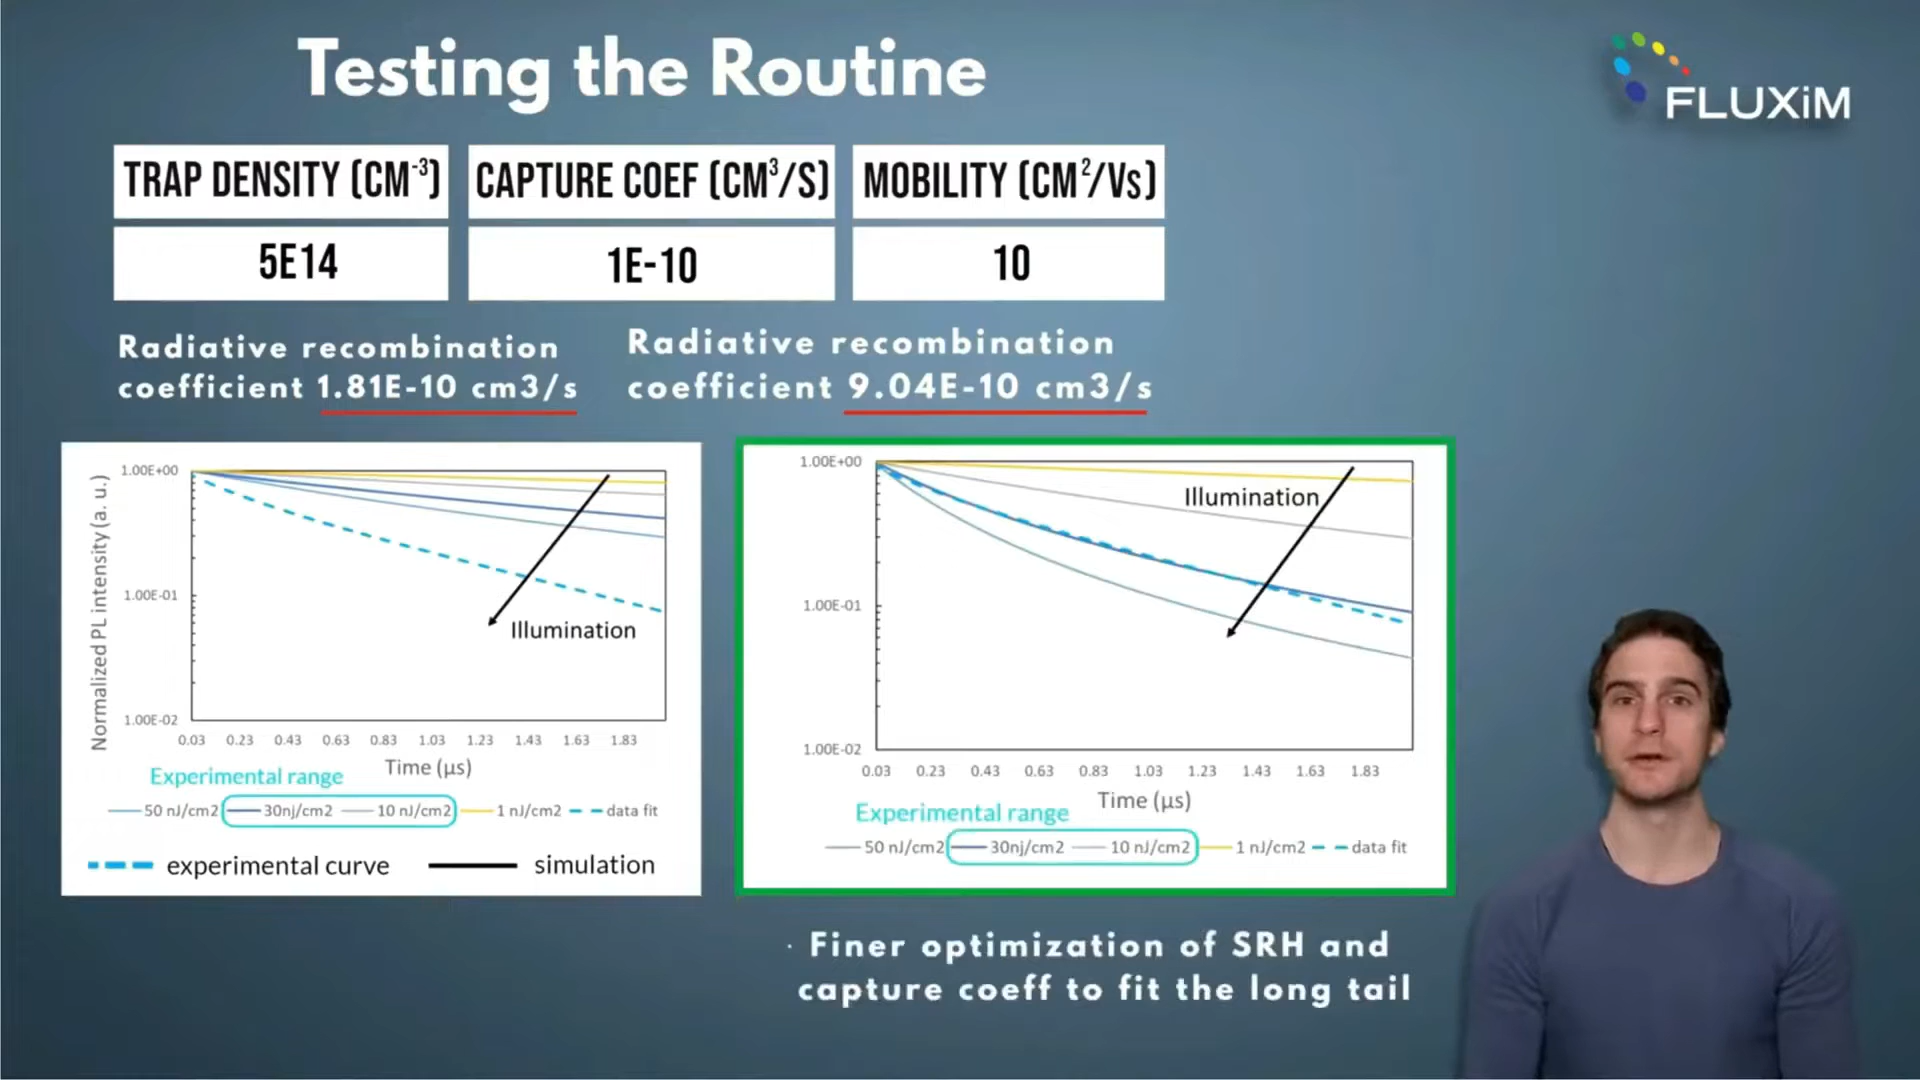 Testing the Routine
FLUXiM
TRAP DENSITY (CM⁻³)
CAPTURE COEF (CM³/S)
MOBILITY (CM²/Vs)
5E14
1E-10
10
Radiative recombination
coefficient 1.81E-10 cm3/s
Radiative recombination
coefficient 9.04E-10 cm3/s
Normalized PL intensity (a. u.)
1.00E+00
1.00E-01
1.00E-02
Illumination
0.03 0.23 0.43 0.63 0.83 1.03 1.23 1.43 1.63 1.83
Time (µs)
Experimental range
50 nJ/cm2 30nj/cm2 10 nJ/cm2 1 nJ/cm2 data fit
experimental curve simulation
1.00E+00
1.00E-01
1.00E-02
Illumination
0.03 0.23 0.43 0.63 0.83 1.03 1.23 1.43 1.63 1.83
Time (µs)
Experimental range
50 nJ/cm2 30nj/cm2 10 nJ/cm2 1 nJ/cm2 data fit
· Finer optimization of SRH and
capture coeff to fit the long tail